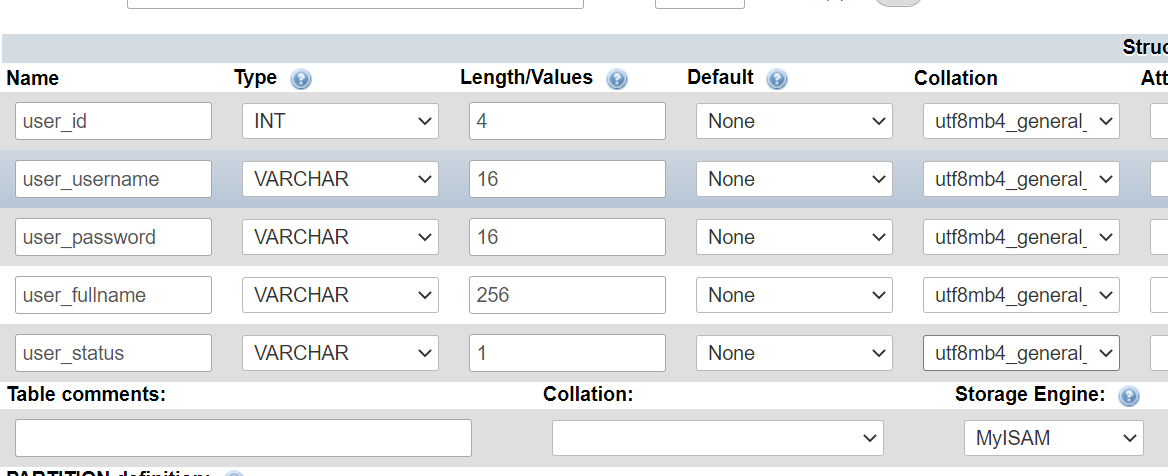 Struc
Name Type Length/Values Default Collation Att
user_id INT 4 None utf8mb4_general_
user_username VARCHAR 16 None utf8mb4_general_
user_password VARCHAR 16 None utf8mb4_general_
user_fullname VARCHAR 256 None utf8mb4_general_
user_status VARCHAR 1 None utf8mb4_general_
Table comments: Collation: Storage Engine:
MyISAM
PARTITION definition: